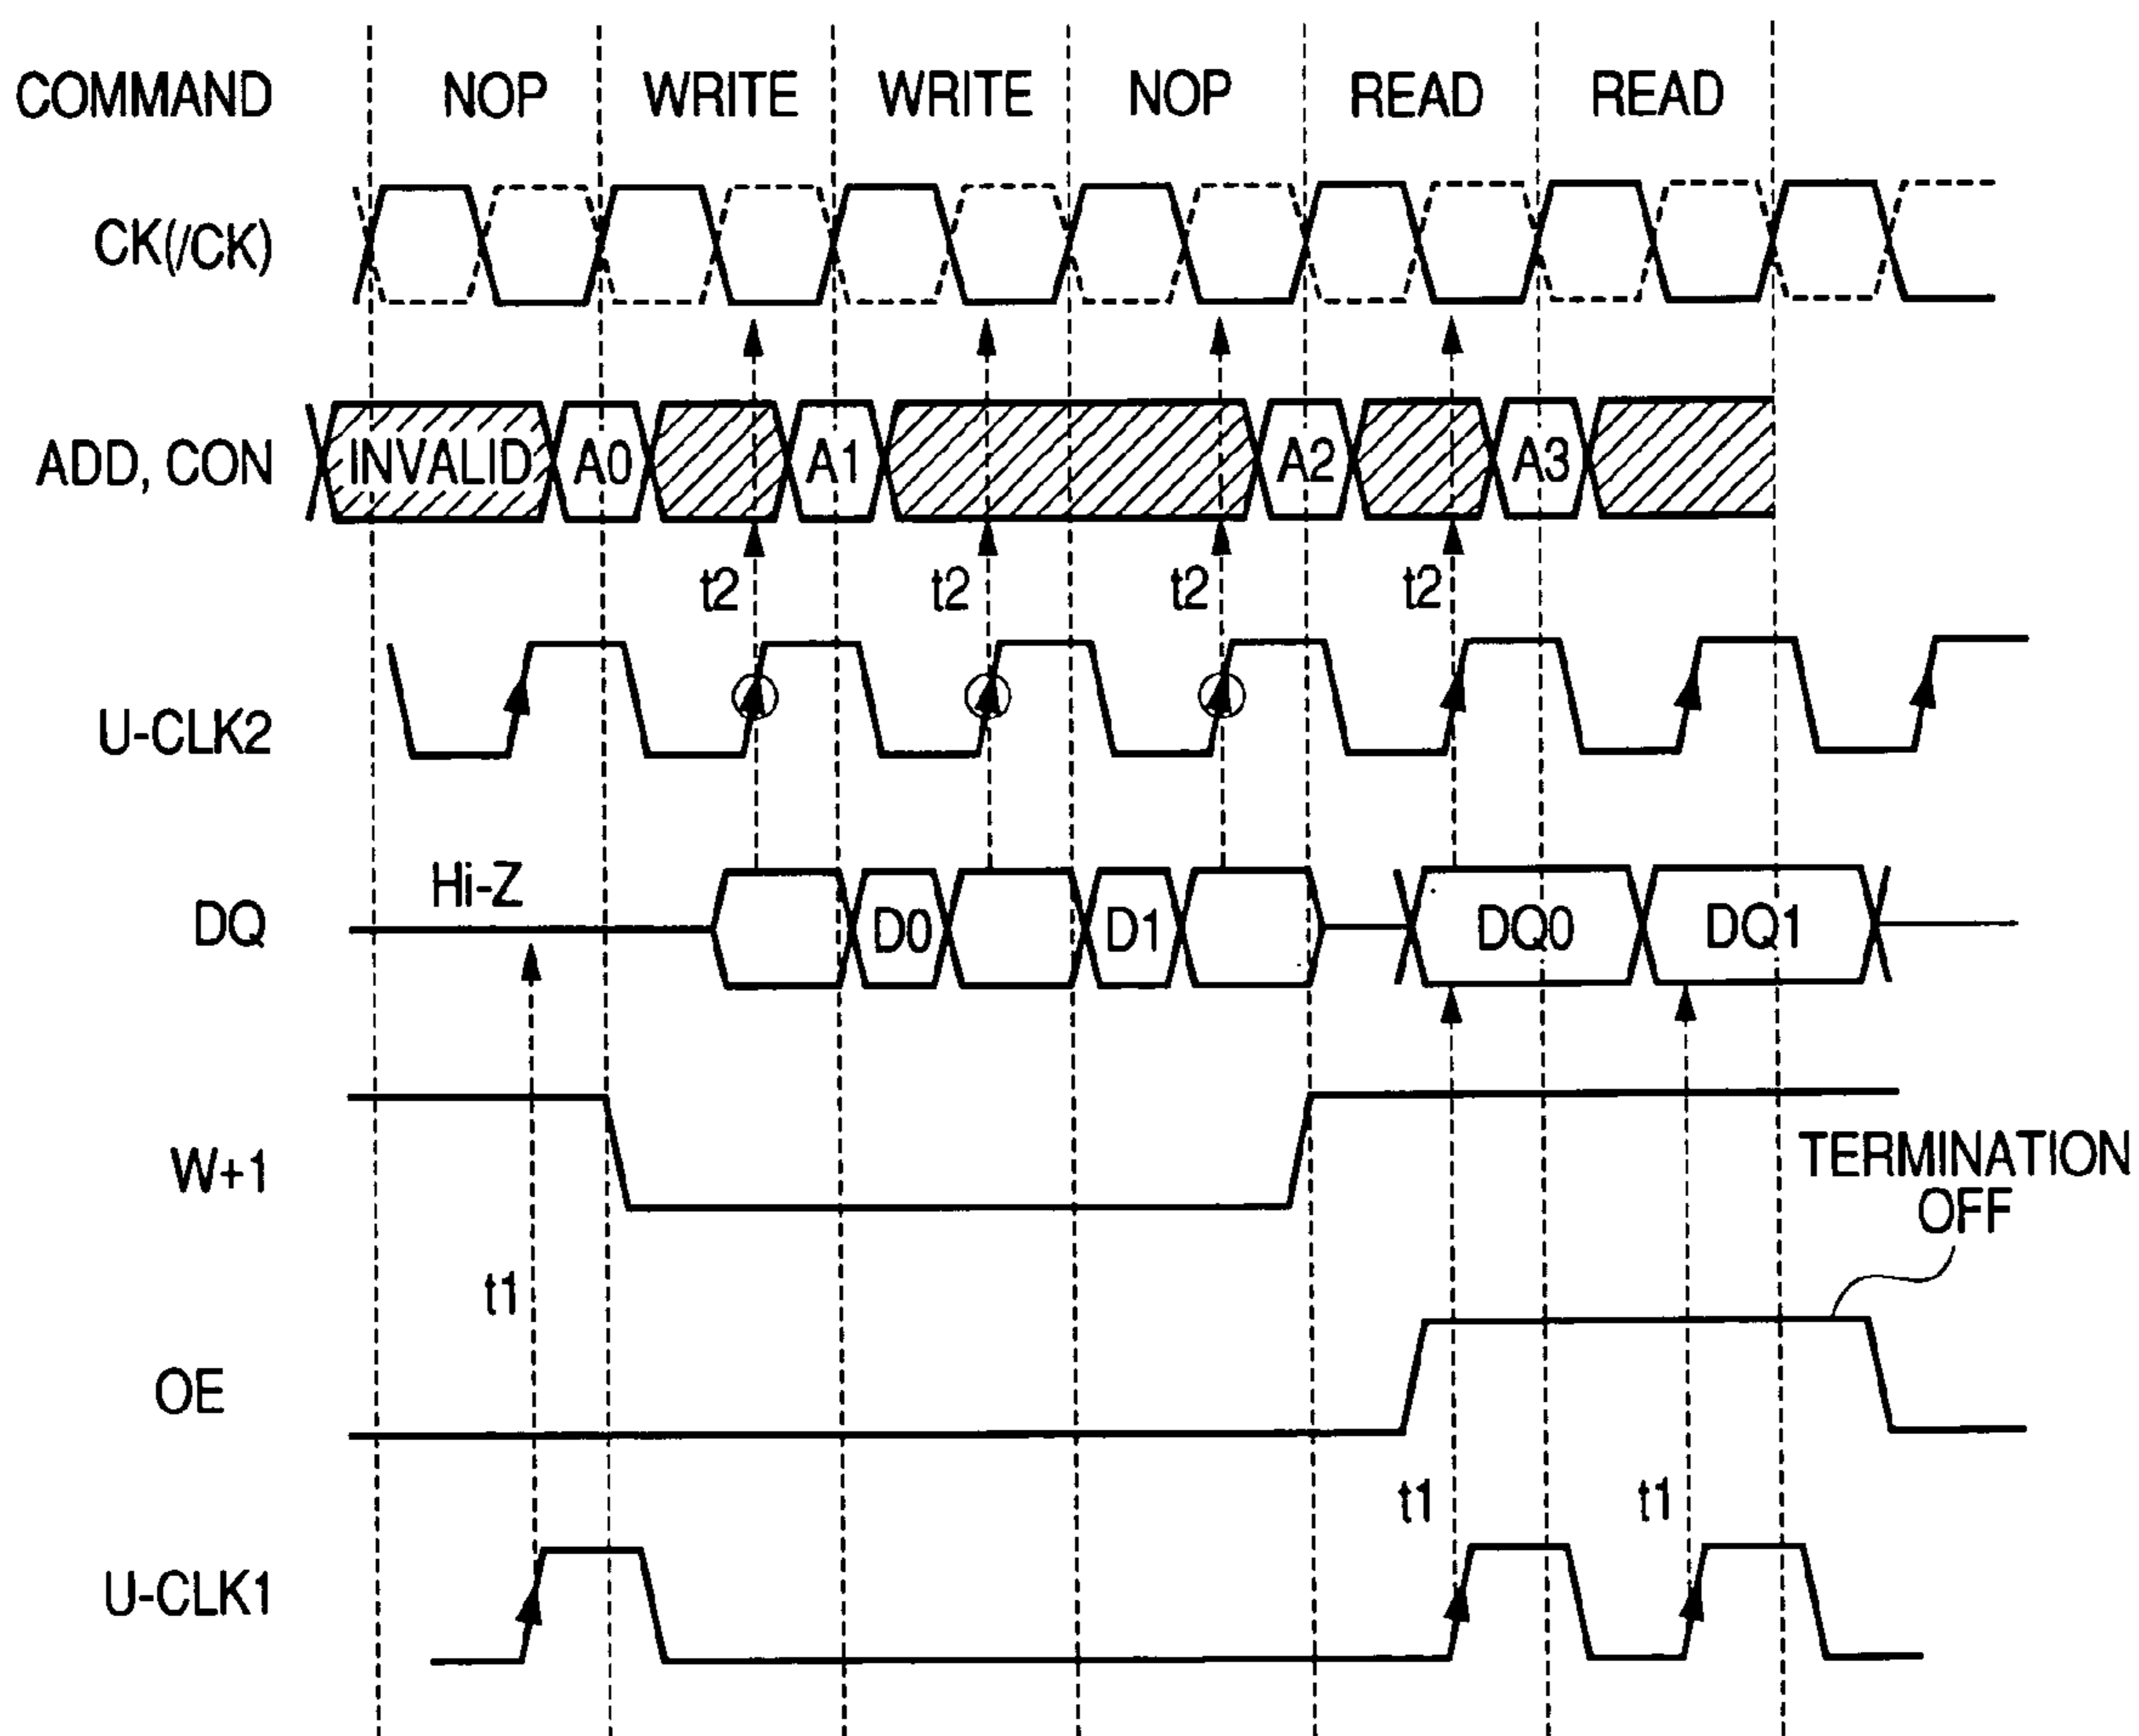 COMMAND NOP WRITE WRITE NOP READ READ
CK(/CK)
ADD, CON INVALID A0 A1 A2 A3
t2 t2 t2 t2
U-CLK2
Hi-Z
DQ D0 D1 DQ0 DQ1
W+1
TERMINATION
OFF
t1
OE
t1 t1
U-CLK1